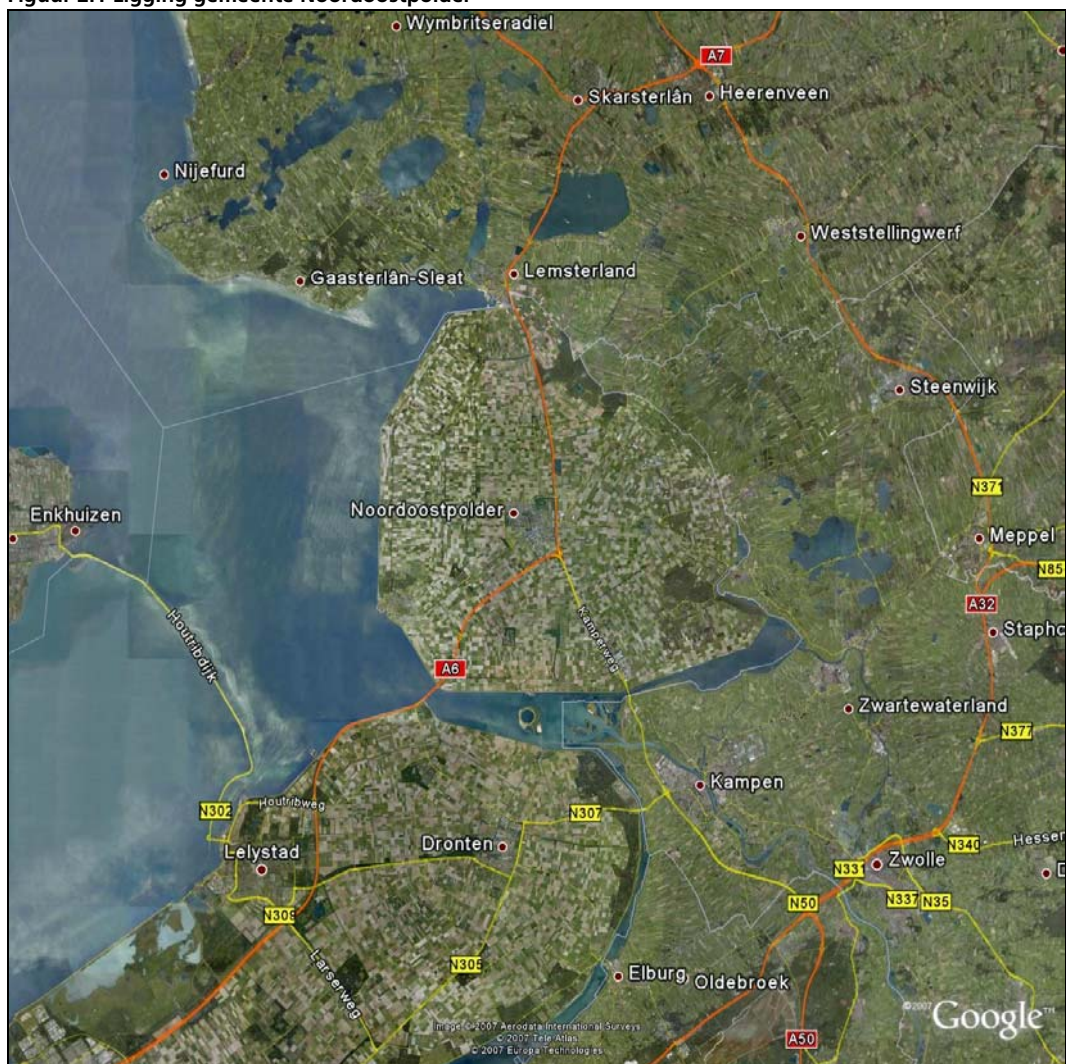 Figuur 2.1 Ligging gemeente Noordoostpolder
Wymbritseradiel
A7
Skarsterlân
Heerenveen
Nijefurd
Weststellingwerf
Gaasterlân-Sleat
Lemsterland
Steenwijk
N371
Enkhuizen
Noordoostpolder
Meppel
N85
A32
Kamperweg
Houtribdijk
Staphc
A6
Zwartewaterland
N377
Kampen
N302
Houtribweg
N307
Dronten
Lelystad
N340
Hesser
N331
Zwolle
D
N309
N50
N337
N35
Larserweg
N305
Elburg
Oldebroek
Image © 2007 Aerodata International Surveys
© 2007 Tele Atlas
© 2007 Europa Technologies
©2007 Google™
A50